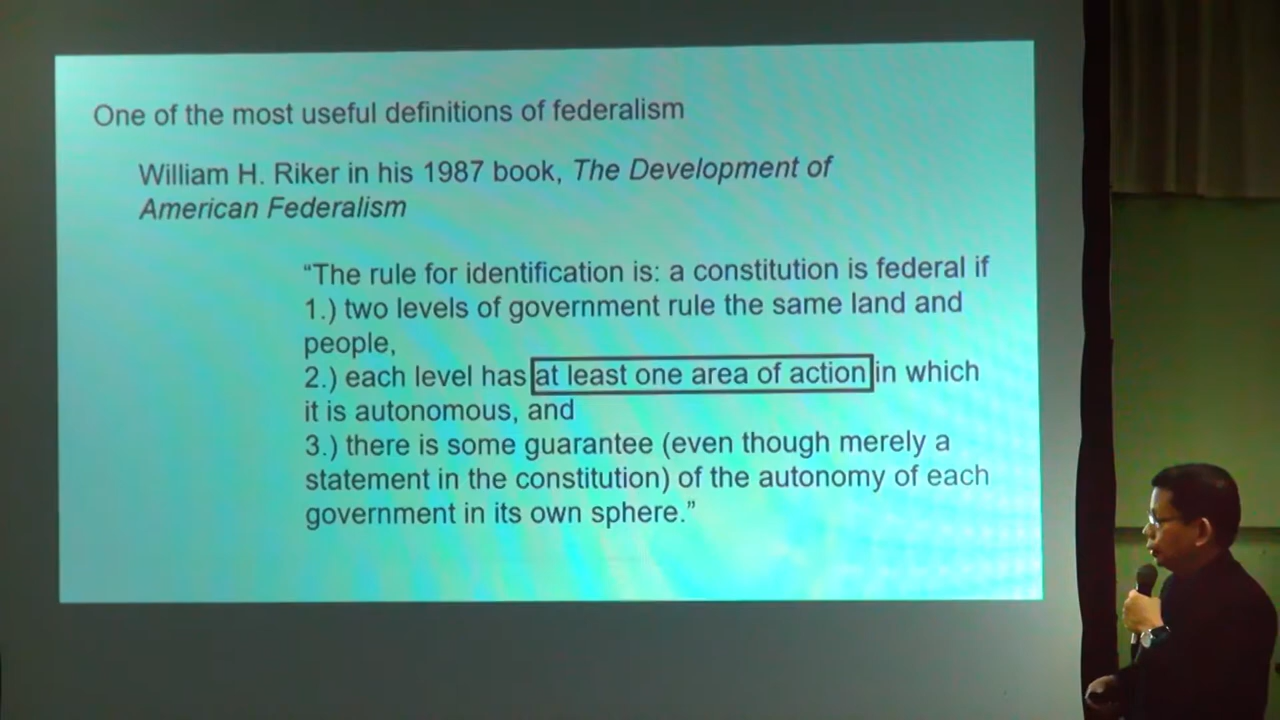 One of the most useful definitions of federalism
William H. Riker in his 1987 book, The Development of
American Federalism
“The rule for identification is: a constitution is federal if
1.) two levels of government rule the same land and
people,
2.) each level has at least one area of action in which
it is autonomous, and
3.) there is some guarantee (even though merely a
statement in the constitution) of the autonomy of each
government in its own sphere.”